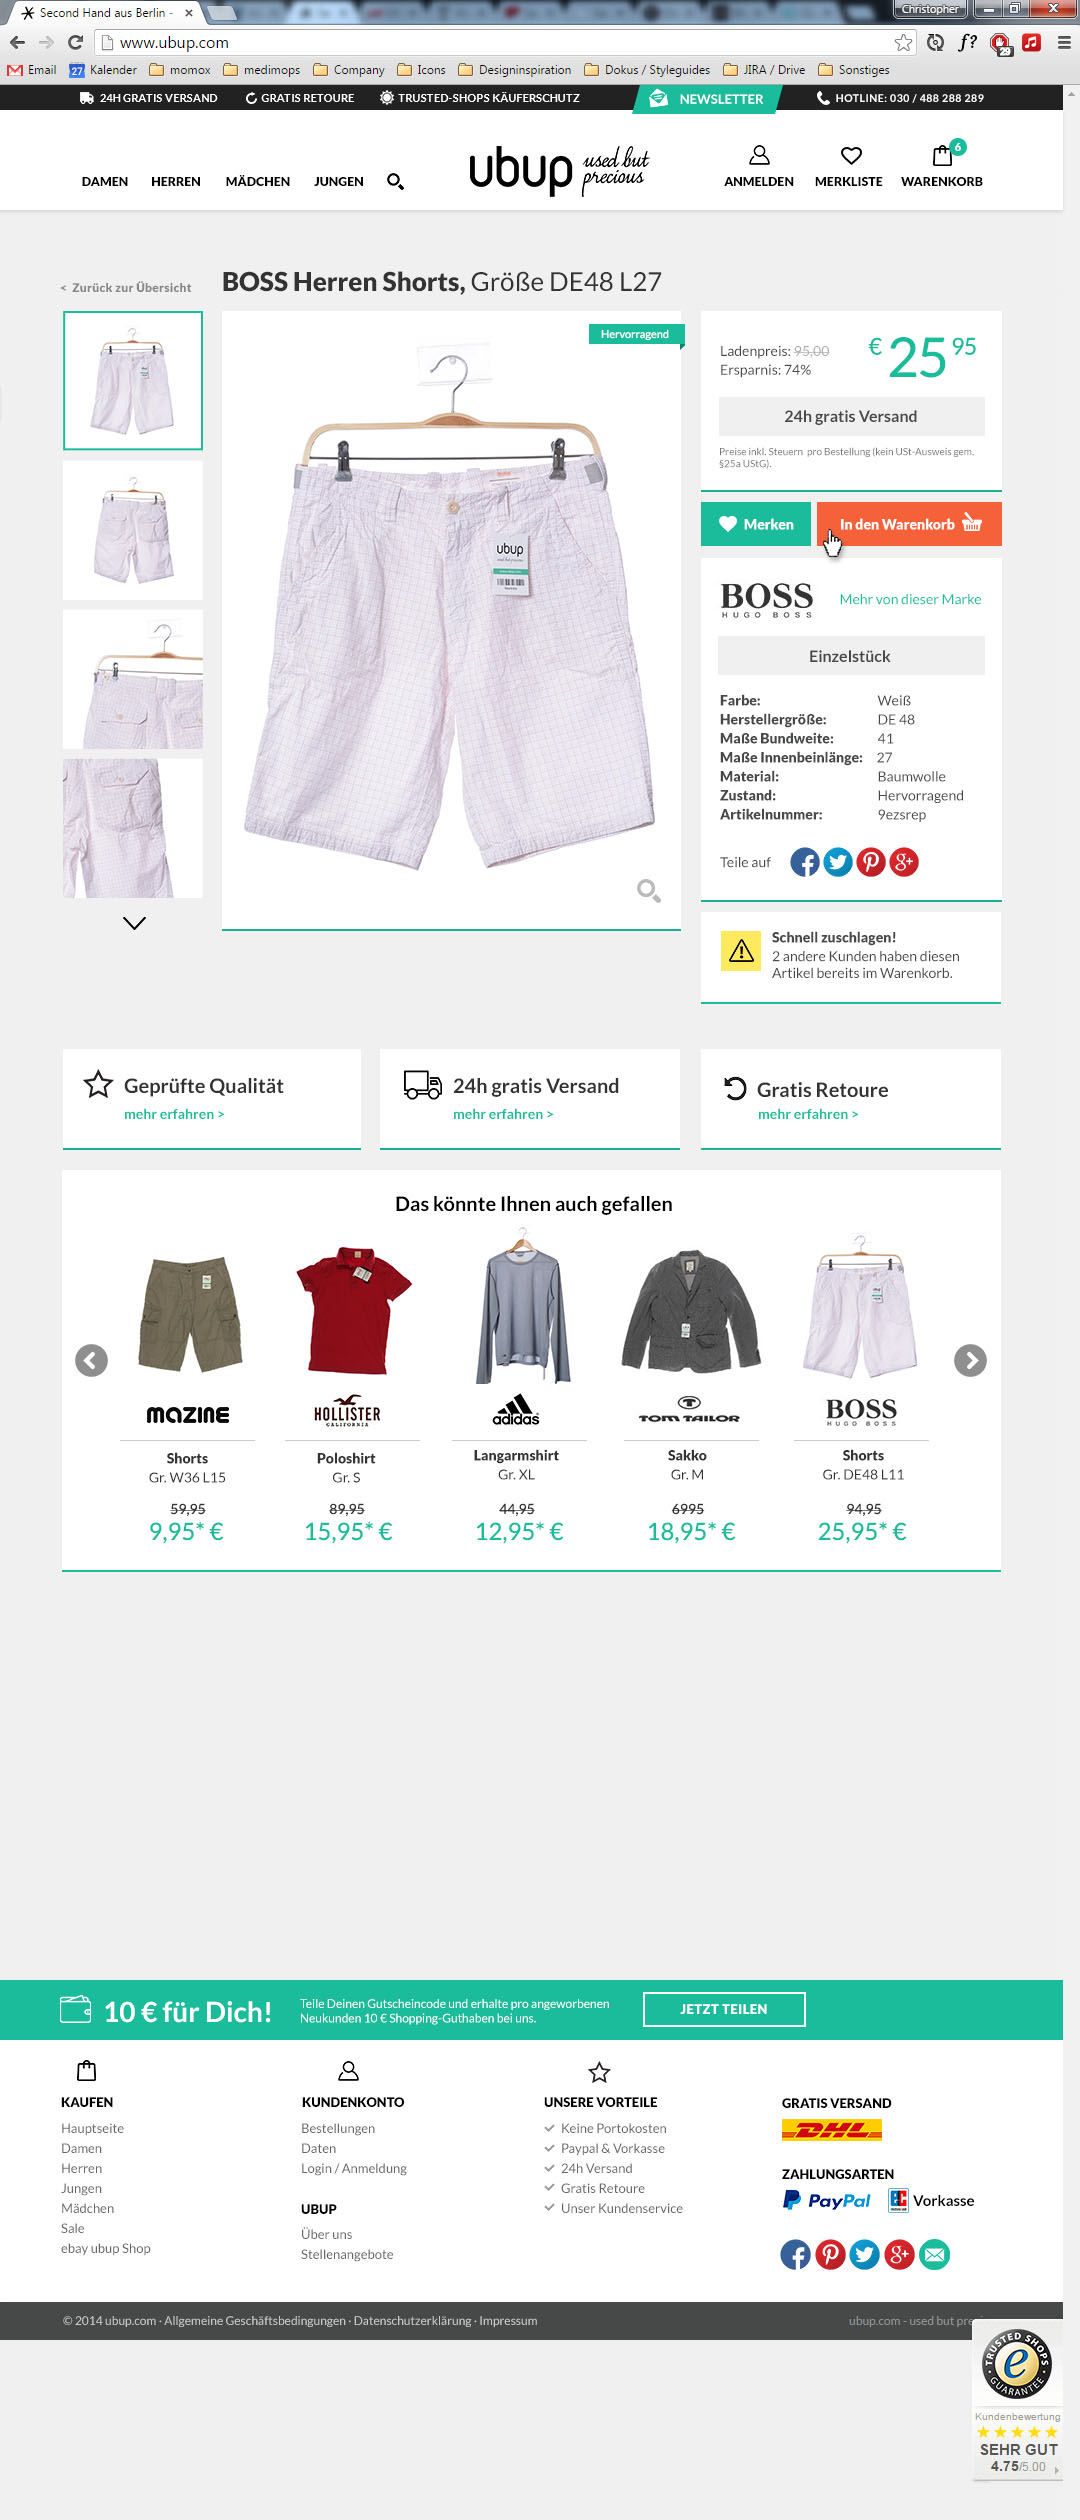 Second Hand aus Berlin -
Christopher
www.ubup.com
f?
29
Email
27
Kalender
momox
medimops
Company
Icons
Designinspiration
Dokus / Styleguides
JIRA / Drive
Sonstiges
24H GRATIS VERSAND
GRATIS RETOURE
TRUSTED-SHOPS KÄUFERSCHUTZ
NEWSLETTER
HOTLINE: 030 / 488 288 289
DAMEN
HERREN
MÄDCHEN
JUNGEN
ubup used but precious
ANMELDEN
MERKLISTE
6
WARENKORB
< Zurück zur Übersicht
BOSS Herren Shorts, Größe DE48 L27
Hervorragend
ubup
Ladenpreis: 95,00
Ersparnis: 74%
€ 25 95
24h gratis Versand
Preise inkl. Steuern pro Bestellung (kein USt-Ausweis gem.
§25a UStG).
Merken
In den Warenkorb
BOSS
HUGO BOSS
Mehr von dieser Marke
Einzelstück
Farbe: Weiß
Herstellergröße: DE 48
Maße Bundweite: 41
Maße Innenbeinlänge: 27
Material: Baumwolle
Zustand: Hervorragend
Artikelnummer: 9ezsrep
Teile auf
Schnell zuschlagen!
2 andere Kunden haben diesen
Artikel bereits im Warenkorb.
Geprüfte Qualität
mehr erfahren >
24h gratis Versand
mehr erfahren >
Gratis Retoure
mehr erfahren >
Das könnte Ihnen auch gefallen
mazine
Shorts
Gr. W36 L15
59,95
9,95* €
HOLLISTER
CALIFORNIA
Poloshirt
Gr. S
89,95
15,95* €
adidas
Langarmshirt
Gr. XL
44,95
12,95* €
TOM TAILOR
Sakko
Gr. M
6995
18,95* €
BOSS
HUGO BOSS
Shorts
Gr. DE48 L11
94,95
25,95* €
10 € für Dich!
Teile Deinen Gutscheincode und erhalte pro angeworbenen
Neukunden 10 € Shopping-Guthaben bei uns.
JETZT TEILEN
KAUFEN
Hauptseite
Damen
Herren
Jungen
Mädchen
Sale
ebay ubup Shop
KUNDENKONTO
Bestellungen
Daten
Login / Anmeldung
UBUP
Über uns
Stellenangebote
UNSERE VORTEILE
Keine Portokosten
Paypal & Vorkasse
24h Versand
Gratis Retoure
Unser Kundenservice
GRATIS VERSAND
DHL
ZAHLUNGSARTEN
PayPal
Vorkasse
© 2014 ubup.com · Allgemeine Geschäftsbedingungen · Datenschutzerklärung · Impressum
ubup.com - used but pre
TRUSTED SHOPS
e
GUARANTEE
Kundenbewertung
SEHR GUT
4.75/5.00